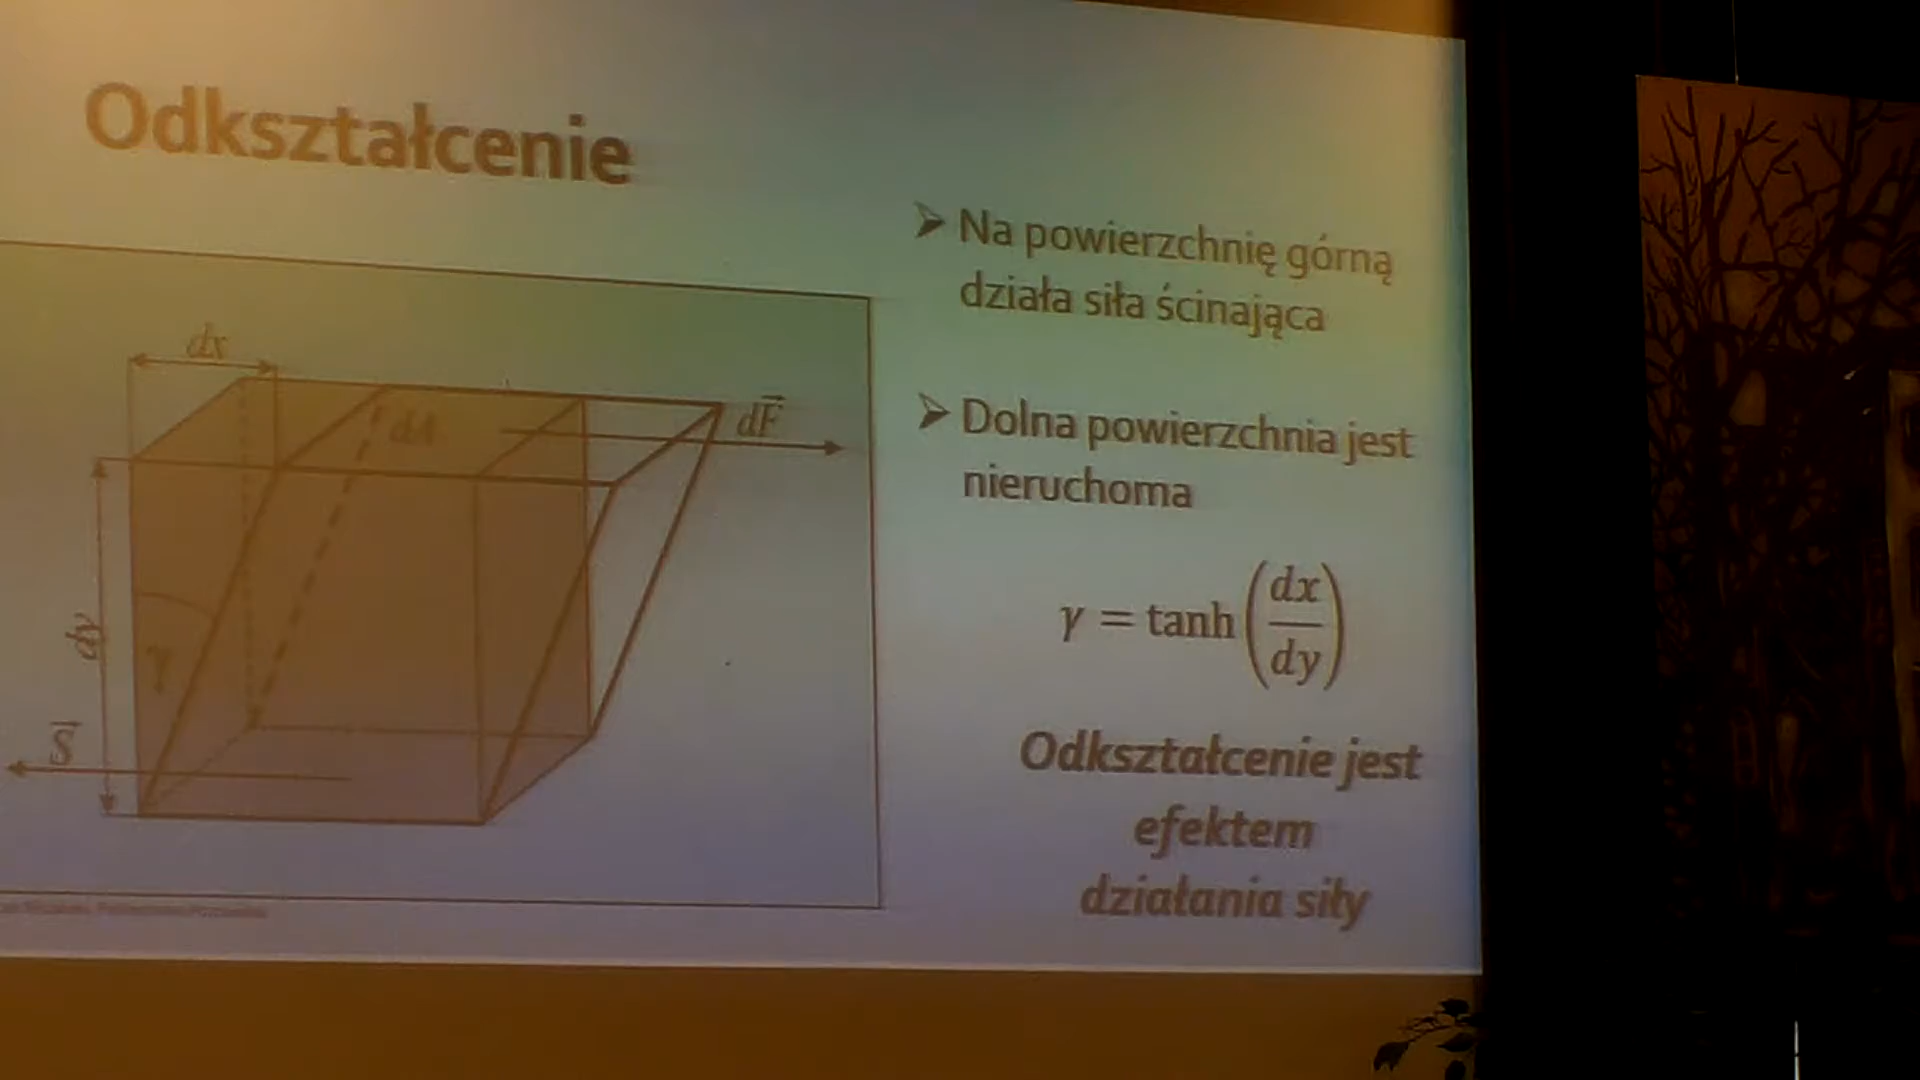 Odkształcenie
Na powierzchnię górną
działa siła ścinająca
dx
dA
dF⃗
Dolna powierzchnia jest
nieruchoma
dy
γ
S⃗
γ = tanh(dx/dy)
Odkształcenie jest
efektem
działania siły